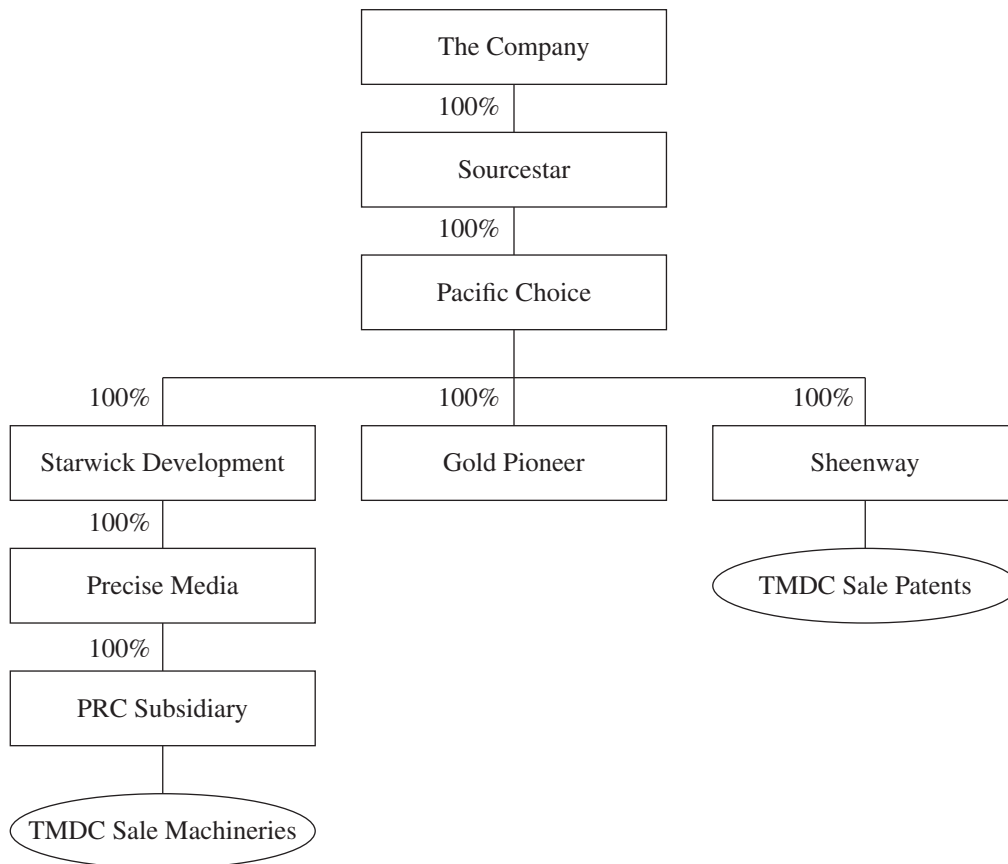 The Company
100%
Sourcestar
100%
Pacific Choice
100%
100%
100%
Starwick Development
Gold Pioneer
Sheenway
100%
Precise Media
TMDC Sale Patents
100%
PRC Subsidiary
TMDC Sale Machineries